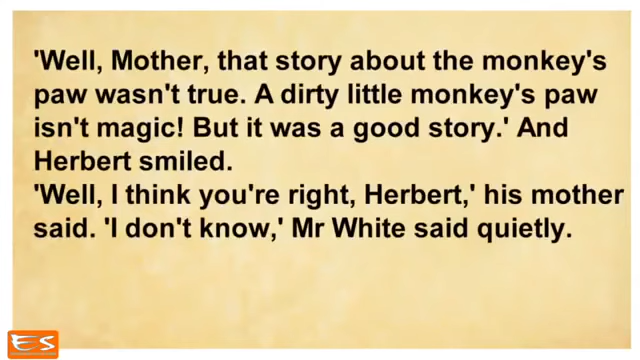 'Well, Mother, that story about the monkey's
paw wasn't true. A dirty little monkey's paw
isn't magic! But it was a good story.' And
Herbert smiled.
'Well, I think you're right, Herbert,' his mother
said. 'I don't know,' Mr White said quietly.
ES